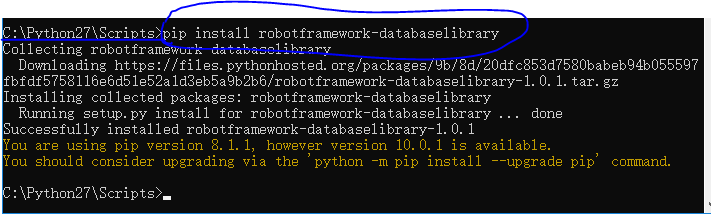 C:\Python27\Scripts>pip install robotframework-databaselibrary
Collecting robotframework-databaselibrary
Downloading https://files.pythonhosted.org/packages/9b/8d/20dfc853d7580babeb94b055597
fbfdf5758116e6d51e52a1d3eb5a9b2b6/robotframework-databaselibrary-1.0.1.tar.gz
Installing collected packages: robotframework-databaselibrary
Running setup.py install for robotframework-databaselibrary ... done
Successfully installed robotframework-databaselibrary-1.0.1
You are using pip version 8.1.1, however version 10.0.1 is available.
You should consider upgrading via the 'python -m pip install --upgrade pip' command.
C:\Python27\Scripts>